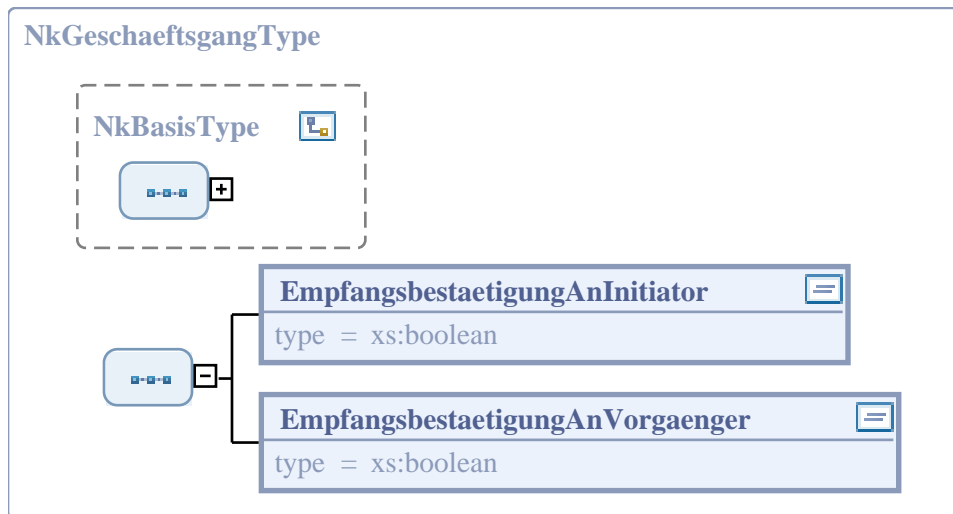 NkGeschaeftsgangType
NkBasisType
EmpfangsbestaetigungAnInitiator
type = xs:boolean
EmpfangsbestaetigungAnVorgaenger
type = xs:boolean